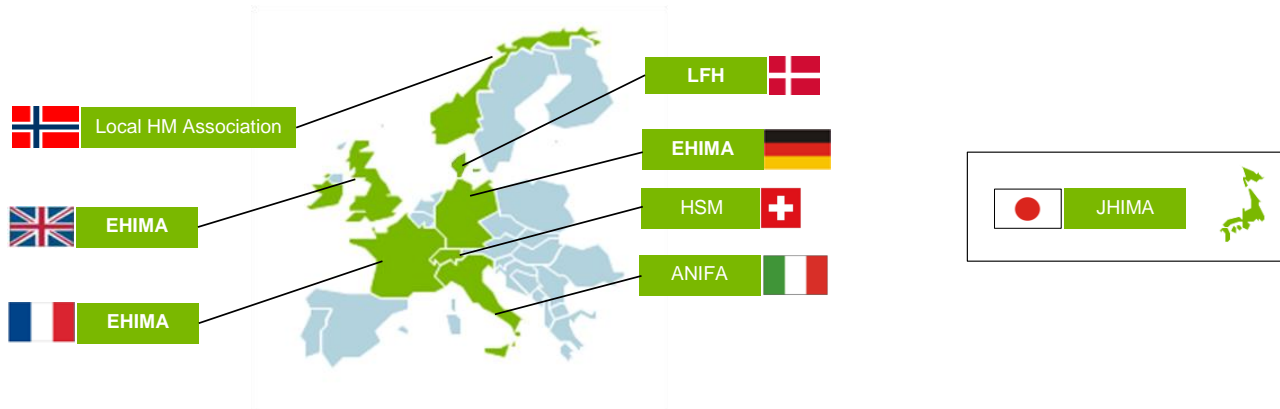 Local HM Association
EHIMA
EHIMA
LFH
EHIMA
HSM
ANIFA
JHIMA